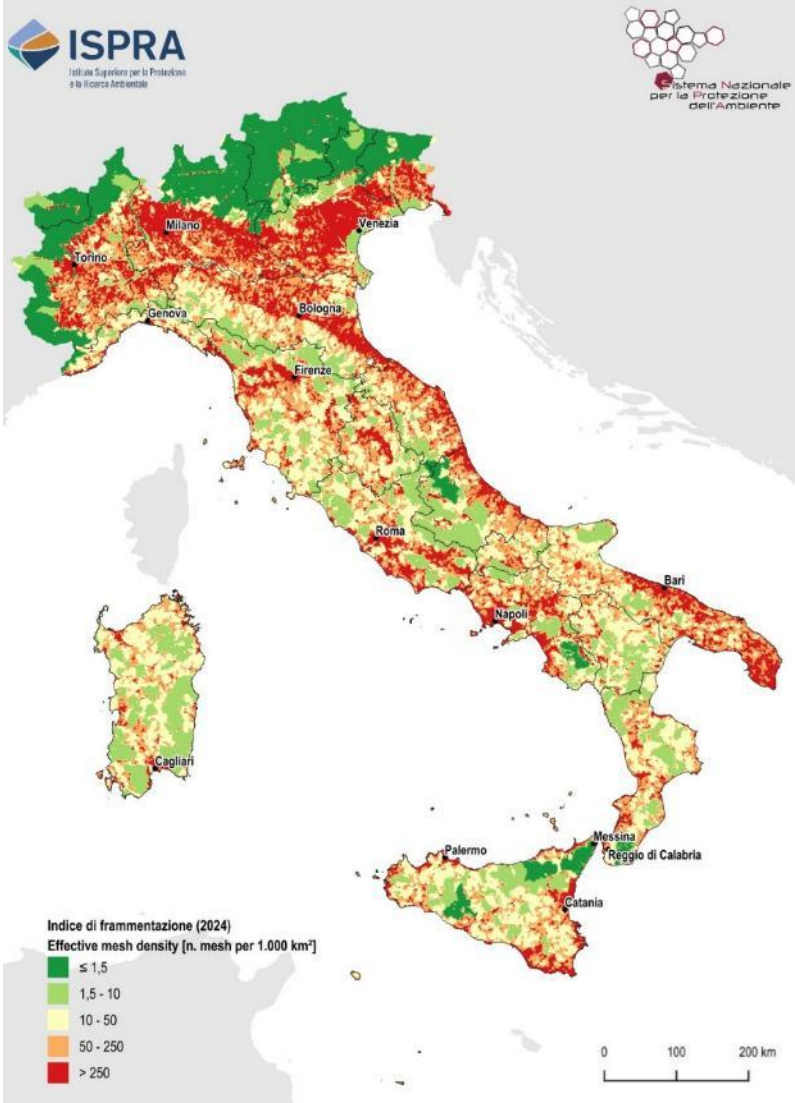 ISPRA
Istituto Superiore per la Protezione
e la Ricerca Ambientale
Sistema Nazionale
per la Protezione
dell'Ambiente
Milano
Venezia
Torino
Genova
Bologna
Firenze
Roma
Bari
Napoli
Cagliari
Messina
Palermo
Reggio di Calabria
Catania
Indice di frammentazione (2024)
Effective mesh density [n. mesh per 1.000 km²]
≤ 1,5
1,5 - 10
10 - 50
50 - 250
> 250
0 100 200 km